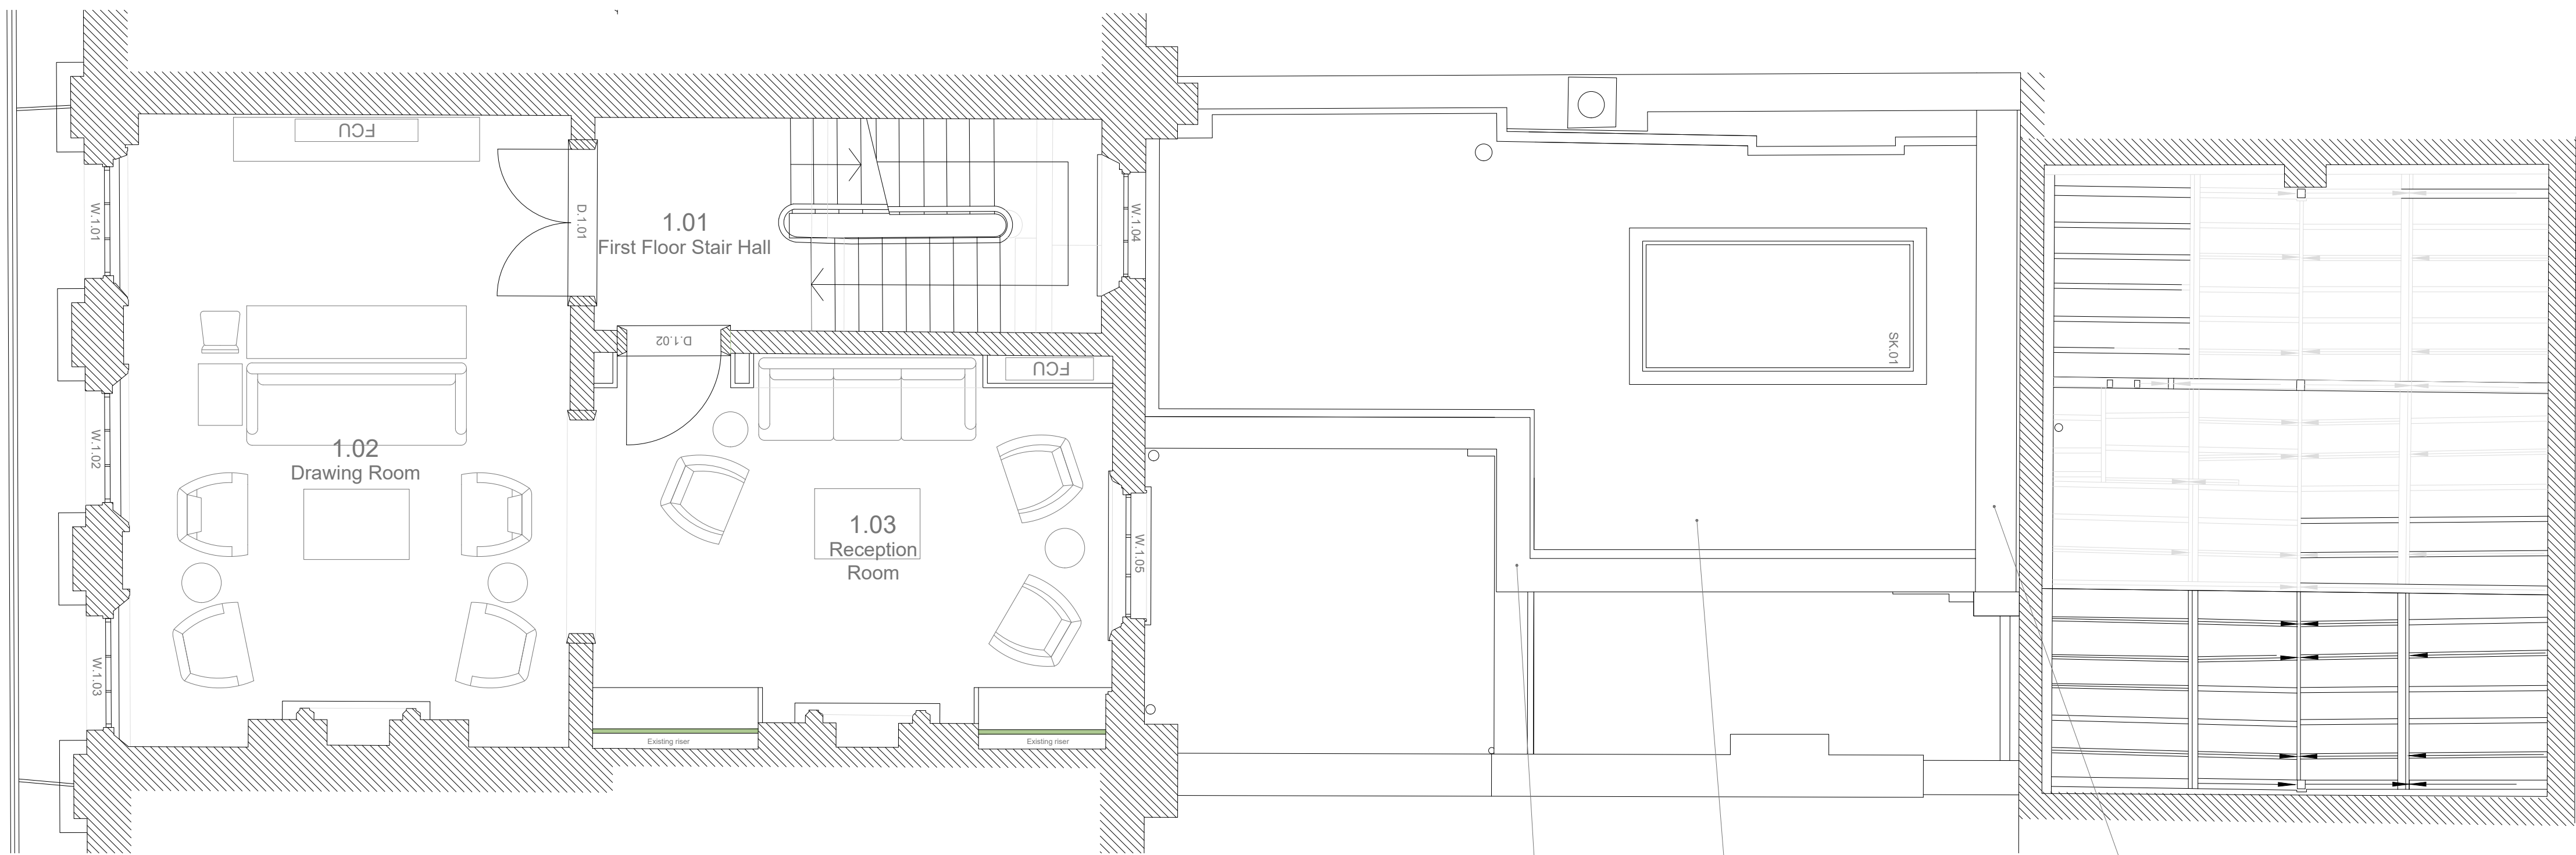 FCU
W.1.01
D.1.01
1.01
First Floor Stair Hall
W.1.04
D.1.02
FCU
SK.01
W.1.02
1.02
Drawing Room
1.03
Reception
Room
W.1.05
W.1.03
Existing riser
Existing riser